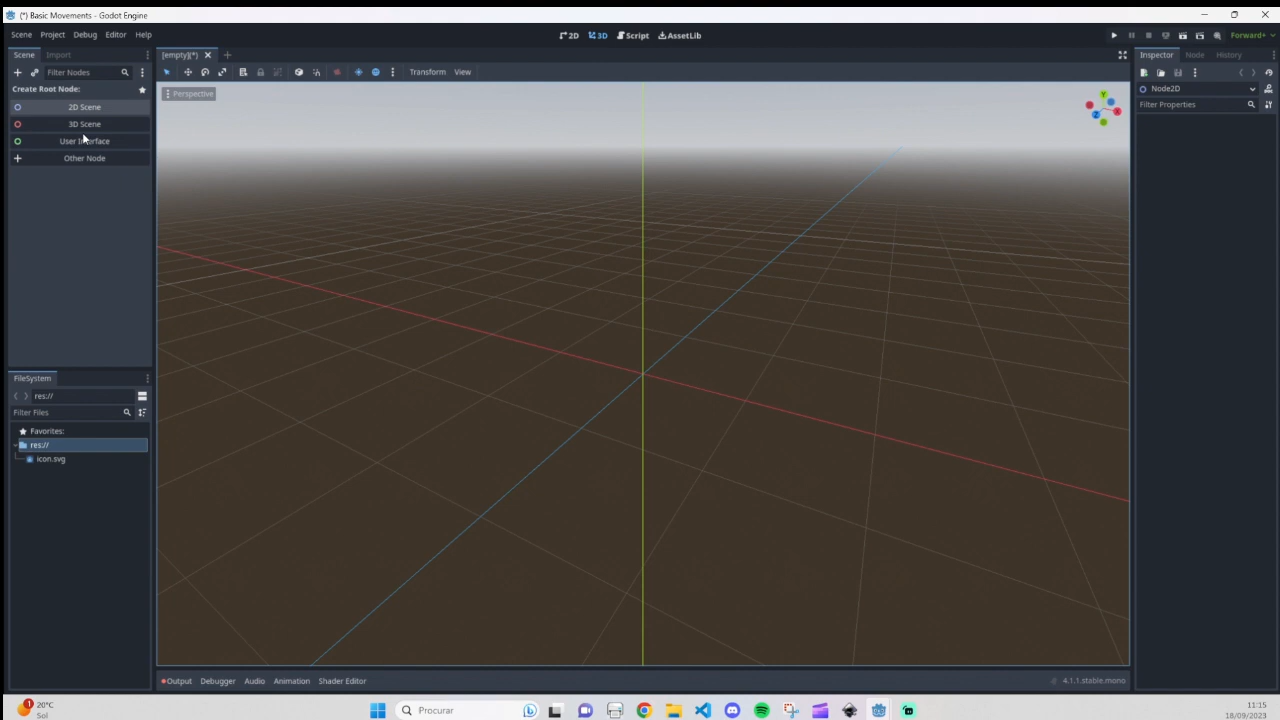 (*) Basic Movements - Godot Engine
Scene Project Debug Editor Help
2D 3D Script AssetLib
Forward+
Scene Import
[empty](*)
Inspector Node History
Filter Nodes
Transform View
Create Root Node:
Node2D
Perspective
Filter Properties
2D Scene
3D Scene
User Interface
Other Node
Y
X
Z
FileSystem
res://
Filter Files
Favorites:
res://
icon.svg
Output Debugger Audio Animation Shader Editor
4.1.1.stable.mono
1
20°C
Sol
Procurar
11:15
18/09/2023